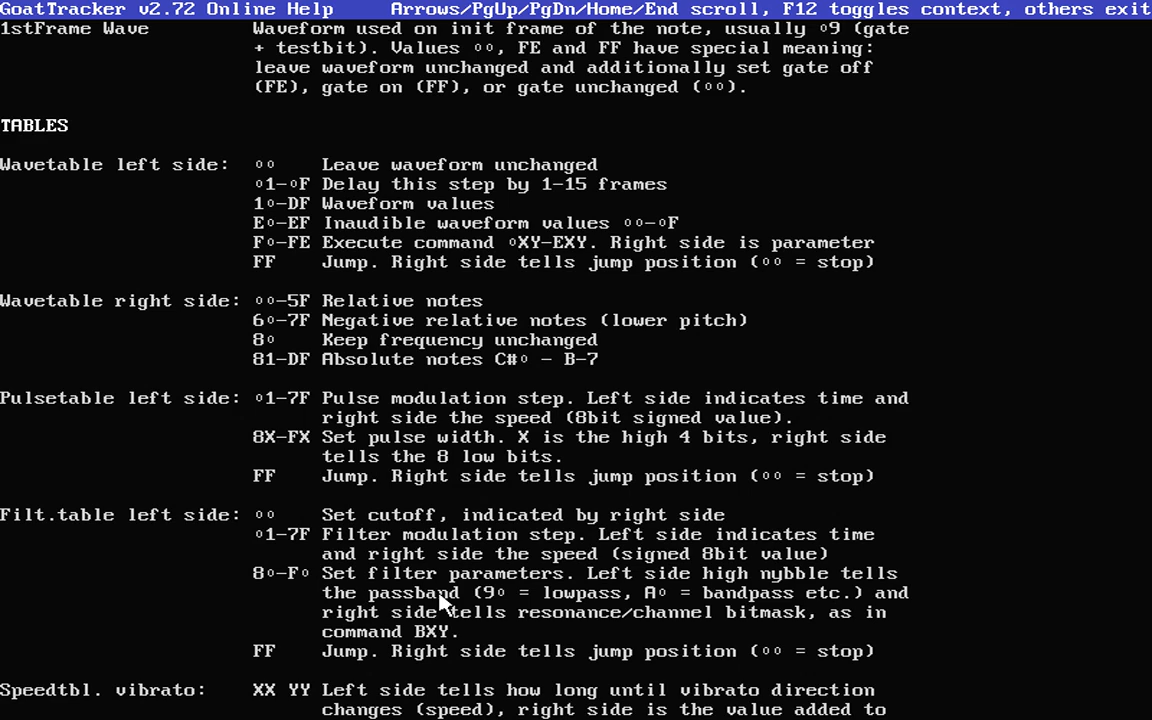 GoatTracker v2.72 Online Help Arrows/PgUp/PgDn/Home/End scroll, F12 toggles context, others exit
1stFrame Wave Waveform used on init frame of the note, usually 09 (gate
+ testbit). Values 00, FE and FF have special meaning:
leave waveform unchanged and additionally set gate off
(FE), gate on (FF), or gate unchanged (00).
TABLES
Wavetable left side: 00 Leave waveform unchanged
01-0F Delay this step by 1-15 frames
10-DF Waveform values
E0-EF Inaudible waveform values 00-0F
F0-FE Execute command 0XY-EXY. Right side is parameter
FF Jump. Right side tells jump position (00 = stop)
Wavetable right side: 00-5F Relative notes
60-7F Negative relative notes (lower pitch)
80 Keep frequency unchanged
81-DF Absolute notes C#0 - B-7
Pulsetable left side: 01-7F Pulse modulation step. Left side indicates time and
right side the speed (8bit signed value).
8X-FX Set pulse width. X is the high 4 bits, right side
tells the 8 low bits.
FF Jump. Right side tells jump position (00 = stop)
Filt.table left side: 00 Set cutoff, indicated by right side
01-7F Filter modulation step. Left side indicates time
and right side the speed (signed 8bit value)
80-F0 Set filter parameters. Left side high nybble tells
the passband (90 = lowpass, A0 = bandpass etc.) and
right side tells resonance/channel bitmask, as in
command BXY.
FF Jump. Right side tells jump position (00 = stop)
Speedtbl. vibrato: XX YY Left side tells how long until vibrato direction
changes (speed), right side is the value added to